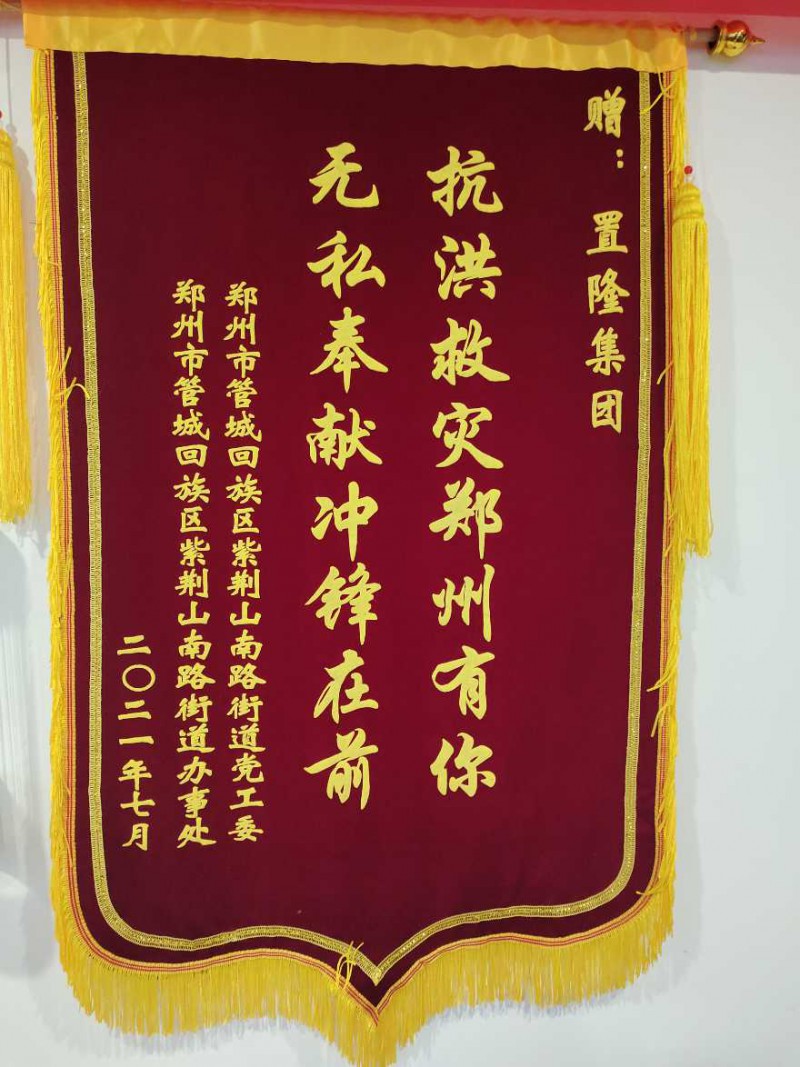 赠：置隆集团
抗洪救灾郑州有你
无私奉献冲锋在前
郑州市管城回族区紫荆山南路街道党工委
郑州市管城回族区紫荆山南路街道办事处
二〇二一年七月